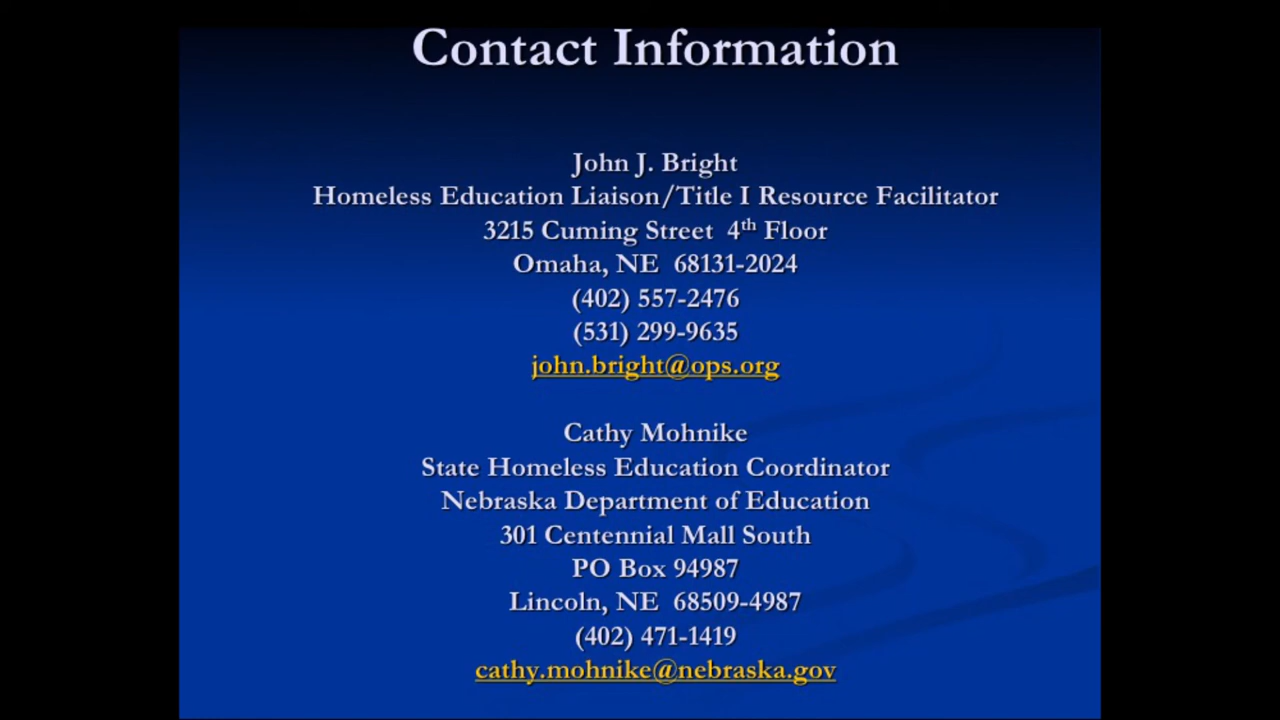 Contact Information
John J. Bright
Homeless Education Liaison/Title I Resource Facilitator
3215 Cuming Street 4th Floor
Omaha, NE 68131-2024
(402) 557-2476
(531) 299-9635
john.bright@ops.org
Cathy Mohnike
State Homeless Education Coordinator
Nebraska Department of Education
301 Centennial Mall South
PO Box 94987
Lincoln, NE 68509-4987
(402) 471-1419
cathy.mohnike@nebraska.gov